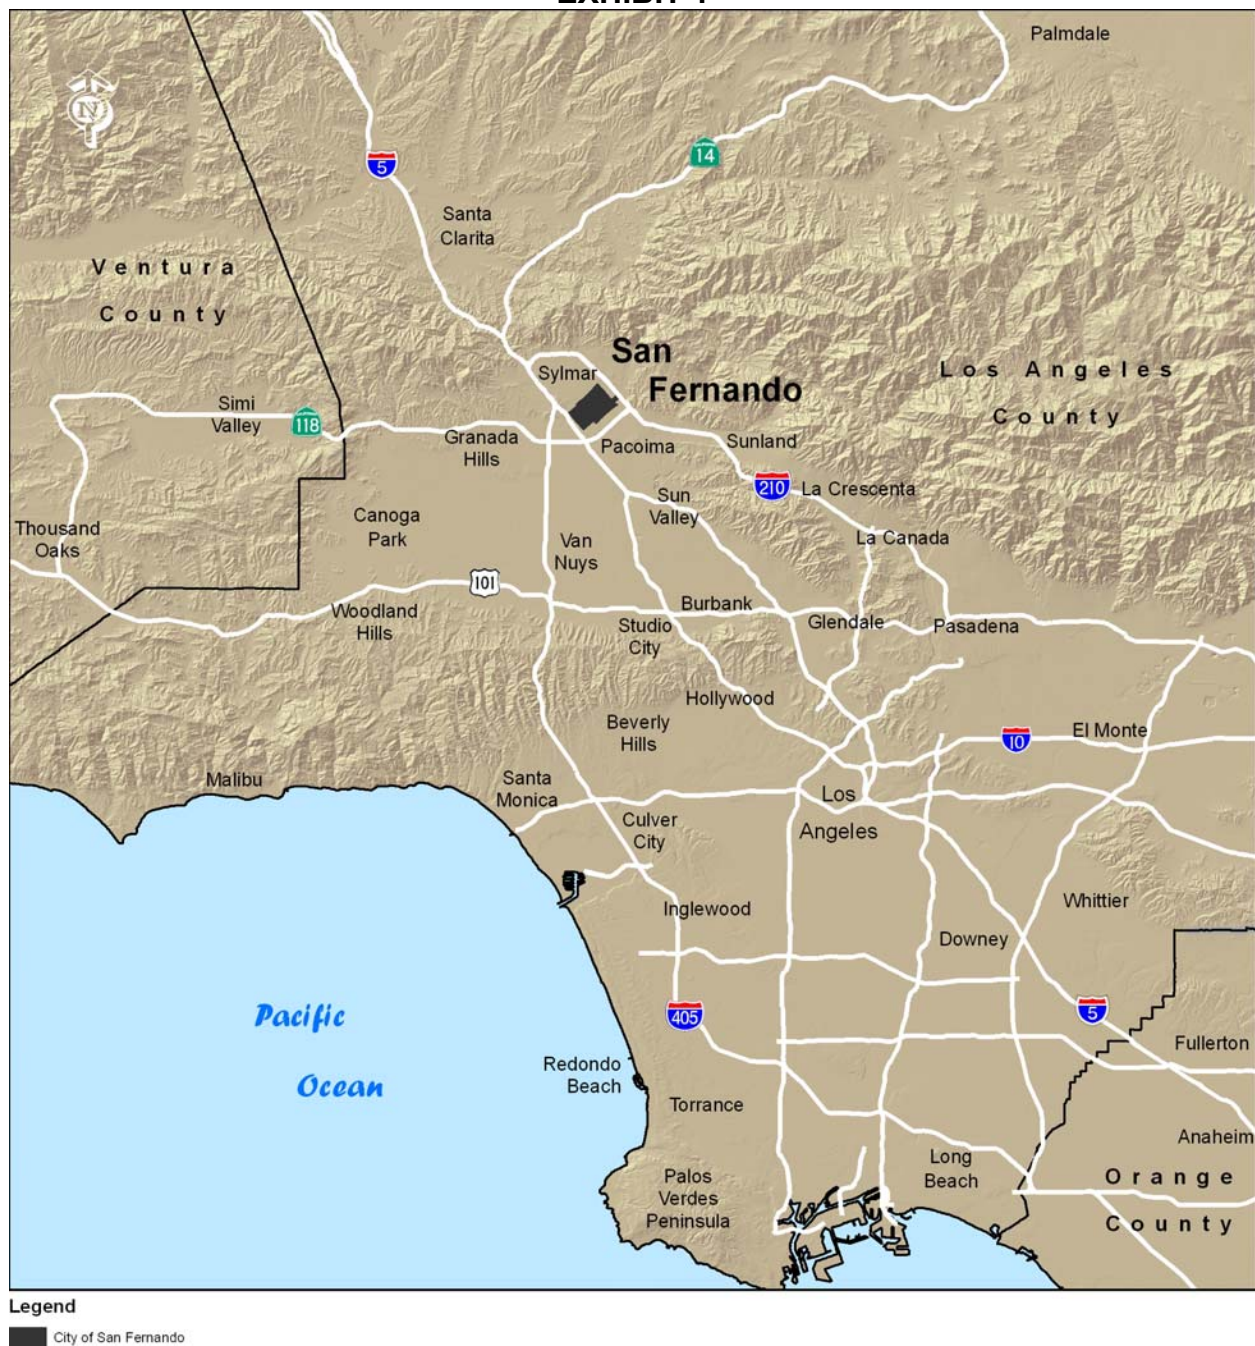 Palmdale
N
14
5
Santa
Clarita
Ventura
County
San
Fernando
Sylmar
Los Angeles
County
Simi
Valley
118
Granada
Hills
Pacoima
Sunland
210
La Crescenta
Sun
Valley
Canoga
Park
Thousand
Oaks
Van
Nuys
La Canada
101
Woodland
Hills
Burbank
Studio
City
Glendale
Pasadena
Hollywood
Beverly
Hills
10
El Monte
Malibu
Santa
Monica
Los
Angeles
Culver
City
Inglewood
Whittier
Downey
Pacific
Ocean
405
5
Fullerton
Redondo
Beach
Torrance
Anaheim
Long
Beach
Palos
Verdes
Peninsula
Orange
County
Legend
City of San Fernando